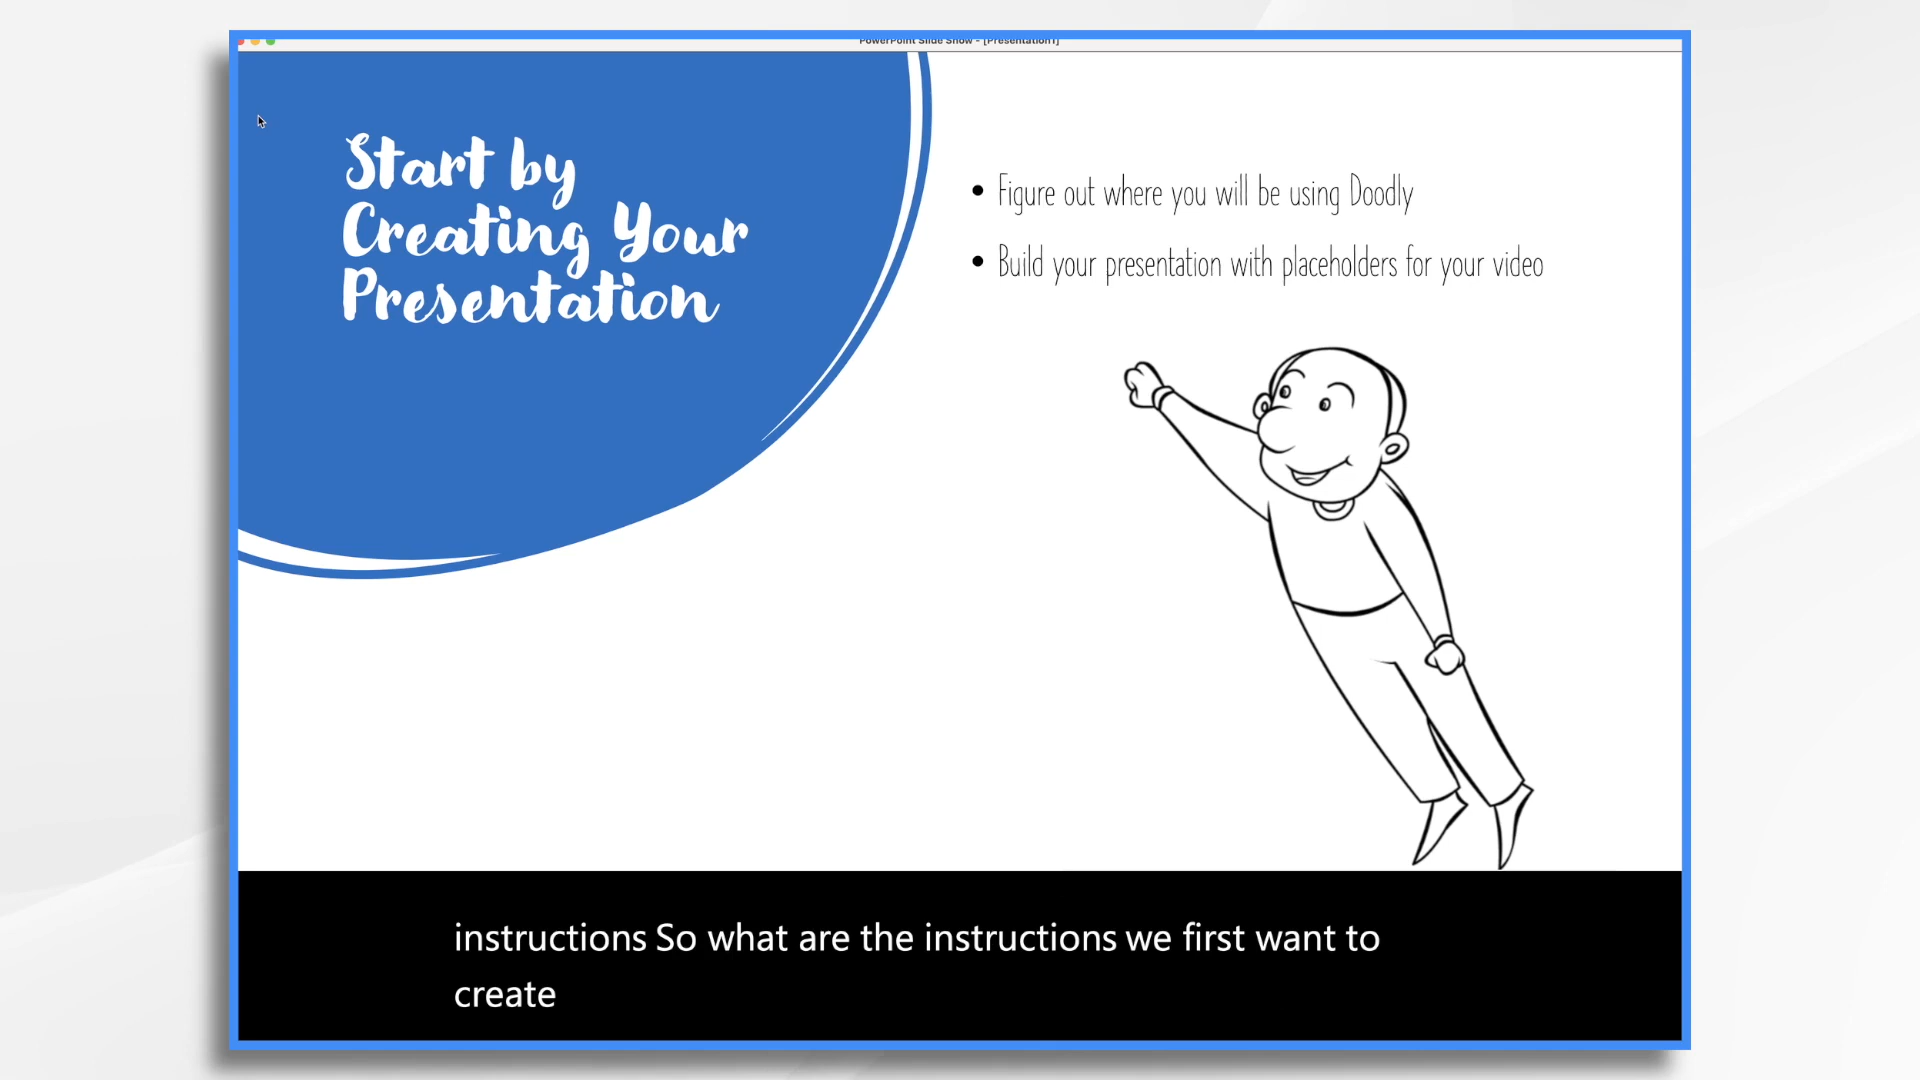 PowerPoint Slide Show - [Presentation1]
Start by
Creating Your
Presentation
• Figure out where you will be using Doodly
• Build your presentation with placeholders for your video
instructions So what are the instructions we first want to
create